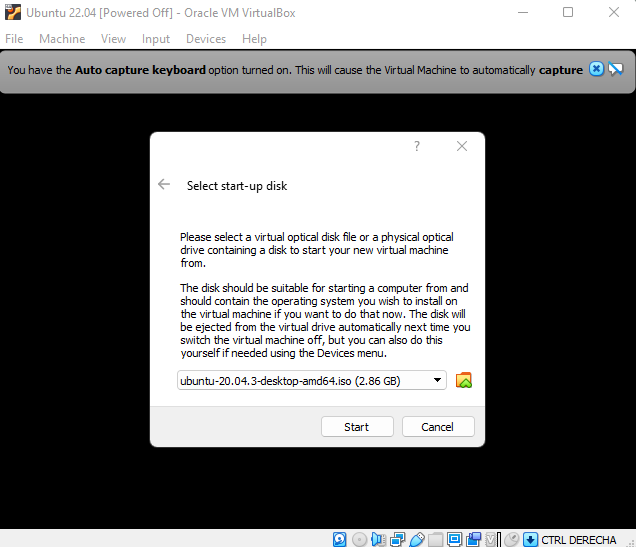 Ubuntu 22.04 [Powered Off] - Oracle VM VirtualBox
File Machine View Input Devices Help
You have the Auto capture keyboard option turned on. This will cause the Virtual Machine to automatically capture
?
Select start-up disk
Please select a virtual optical disk file or a physical optical
drive containing a disk to start your new virtual machine
from.
The disk should be suitable for starting a computer from and
should contain the operating system you wish to install on
the virtual machine if you want to do that now. The disk will
be ejected from the virtual drive automatically next time you
switch the virtual machine off, but you can also do this
yourself if needed using the Devices menu.
ubuntu-20.04.3-desktop-amd64.iso (2.86 GB)
Start Cancel
CTRL DERECHA